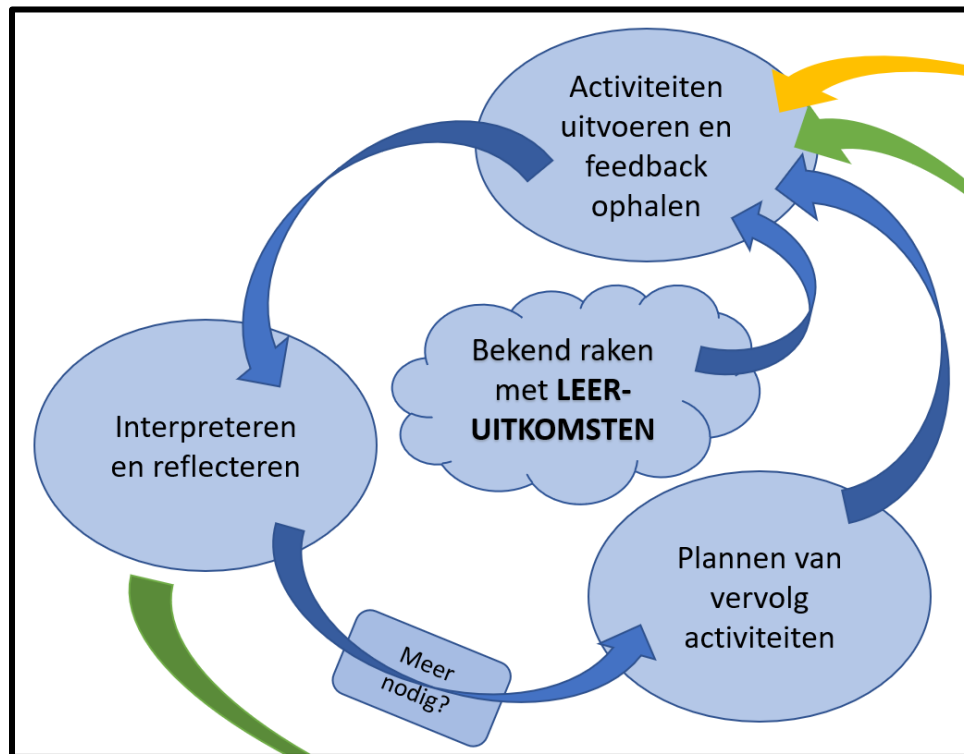 Activiteiten
uitvoeren en
feedback
ophalen
Bekend raken
met LEER-
UITKOMSTEN
Interpreteren
en reflecteren
Plannen van
vervolg
activiteiten
Meer
nodig?